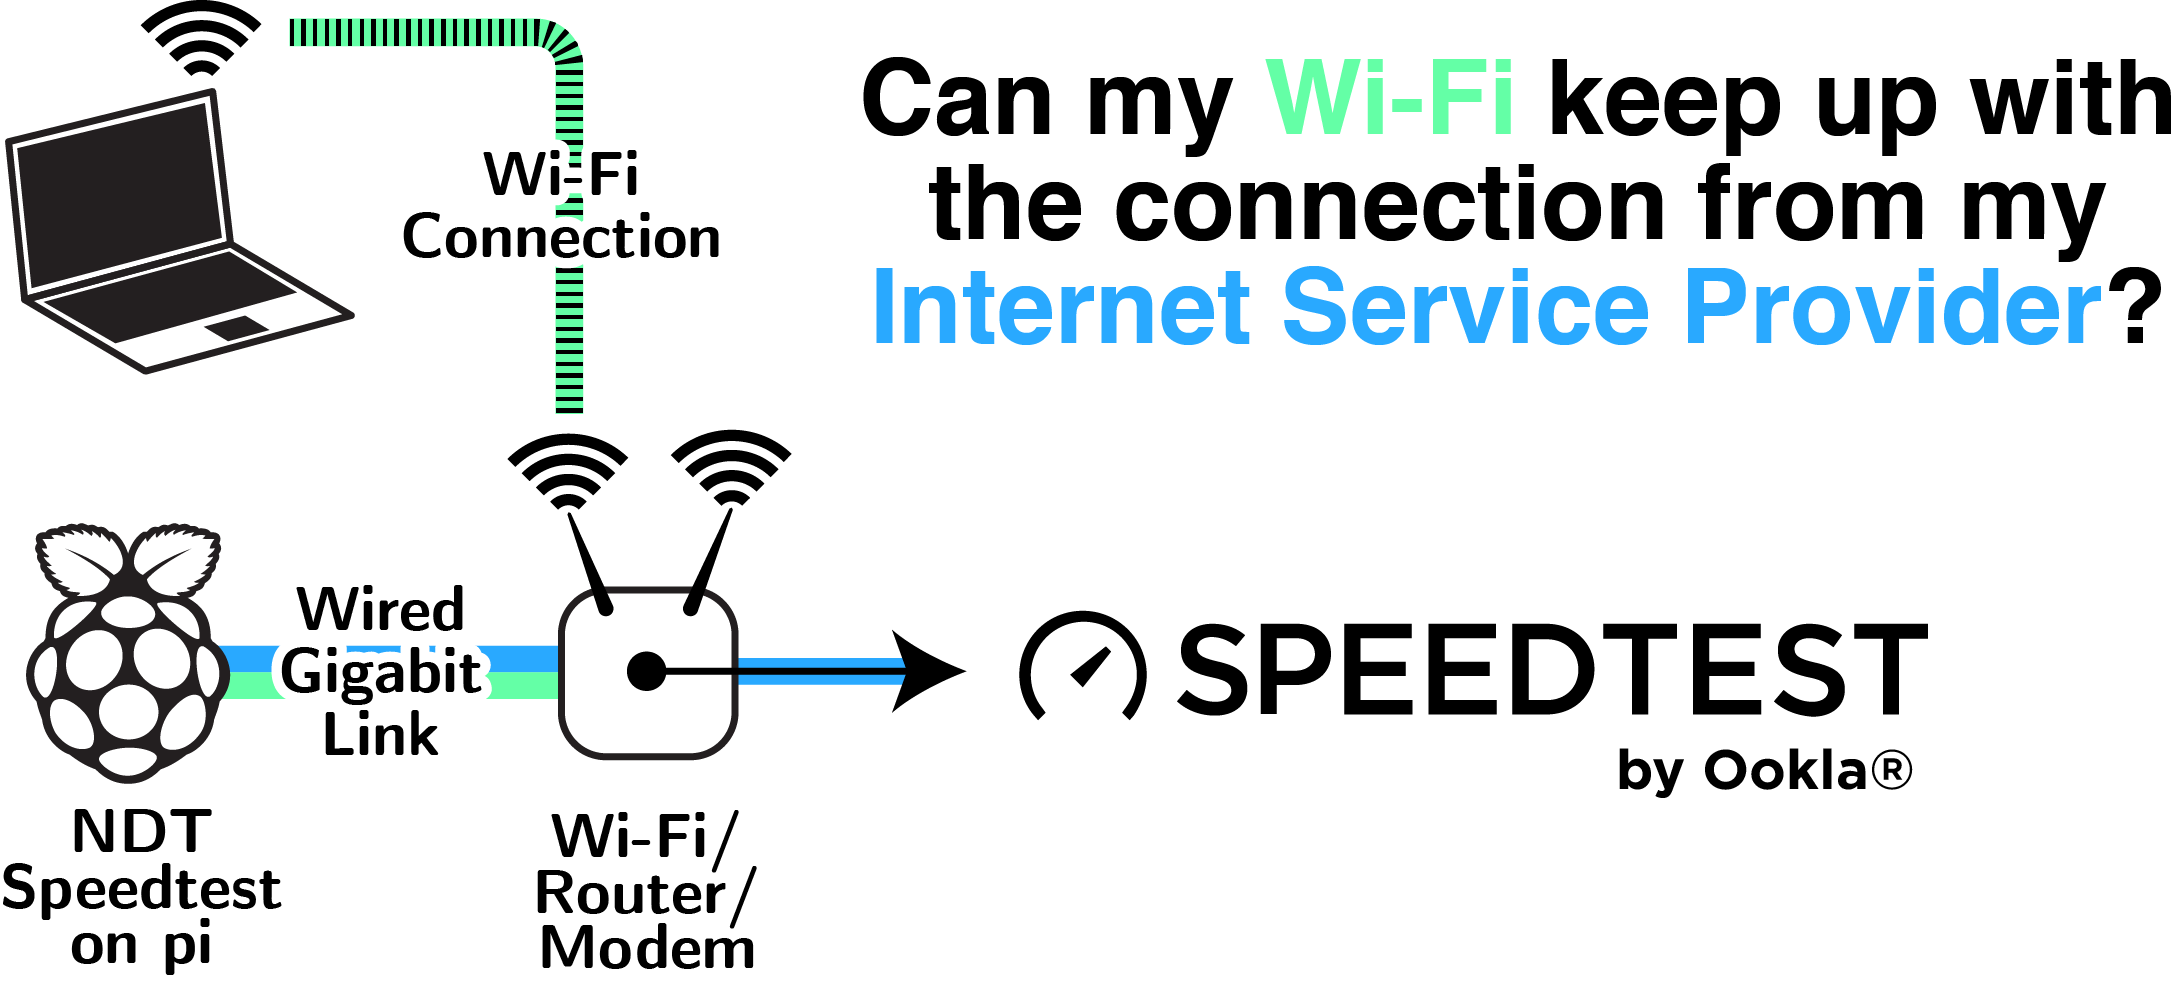 Can my Wi-Fi keep up with
the connection from my
Internet Service Provider?
Wi-Fi
Connection
Wired
Gigabit
Link
SPEEDTEST
by Ookla®
NDT
Speedtest
on pi
Wi-Fi/
Router/
Modem